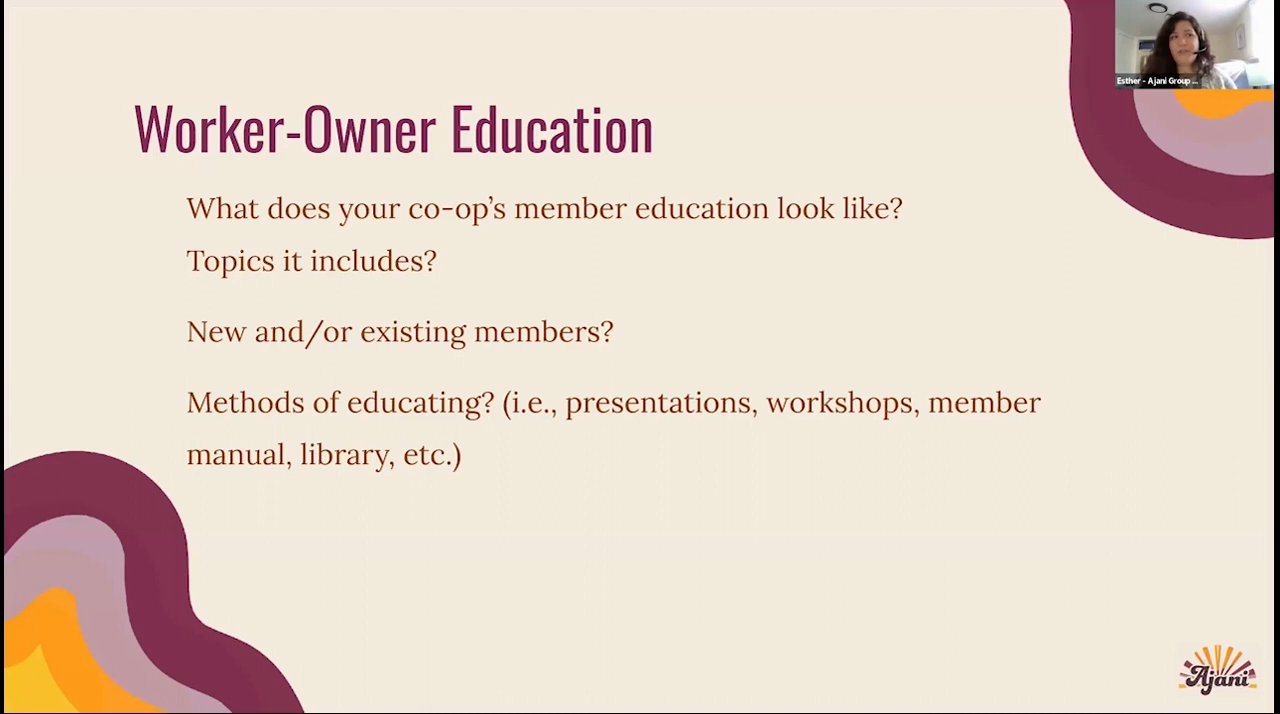 Esther - Ajani Group ...
Worker-Owner Education
What does your co-op’s member education look like?
Topics it includes?
New and/or existing members?
Methods of educating? (i.e., presentations, workshops, member
manual, library, etc.)
Ajani